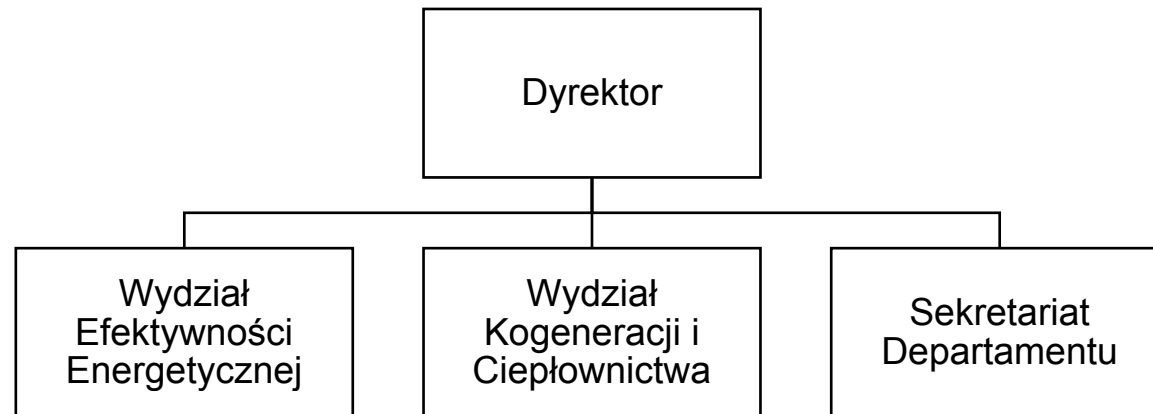 Dyrektor
Wydział
Efektywności
Energetycznej
Wydział
Kogeneracji i
Ciepłownictwa
Sekretariat
Departamentu